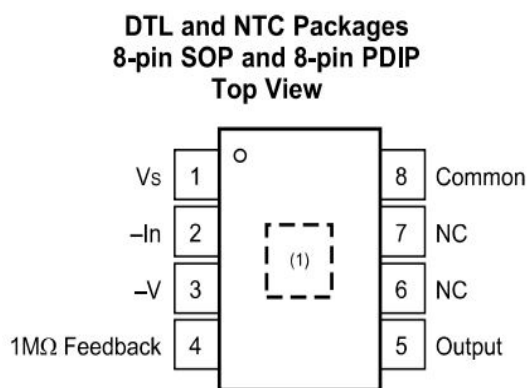 DTL and NTC Packages
8-pin SOP and 8-pin PDIP
Top View
Vs 1 8 Common
–In 2 7 NC
(1)
–V 3 6 NC
1MΩ Feedback 4 5 Output